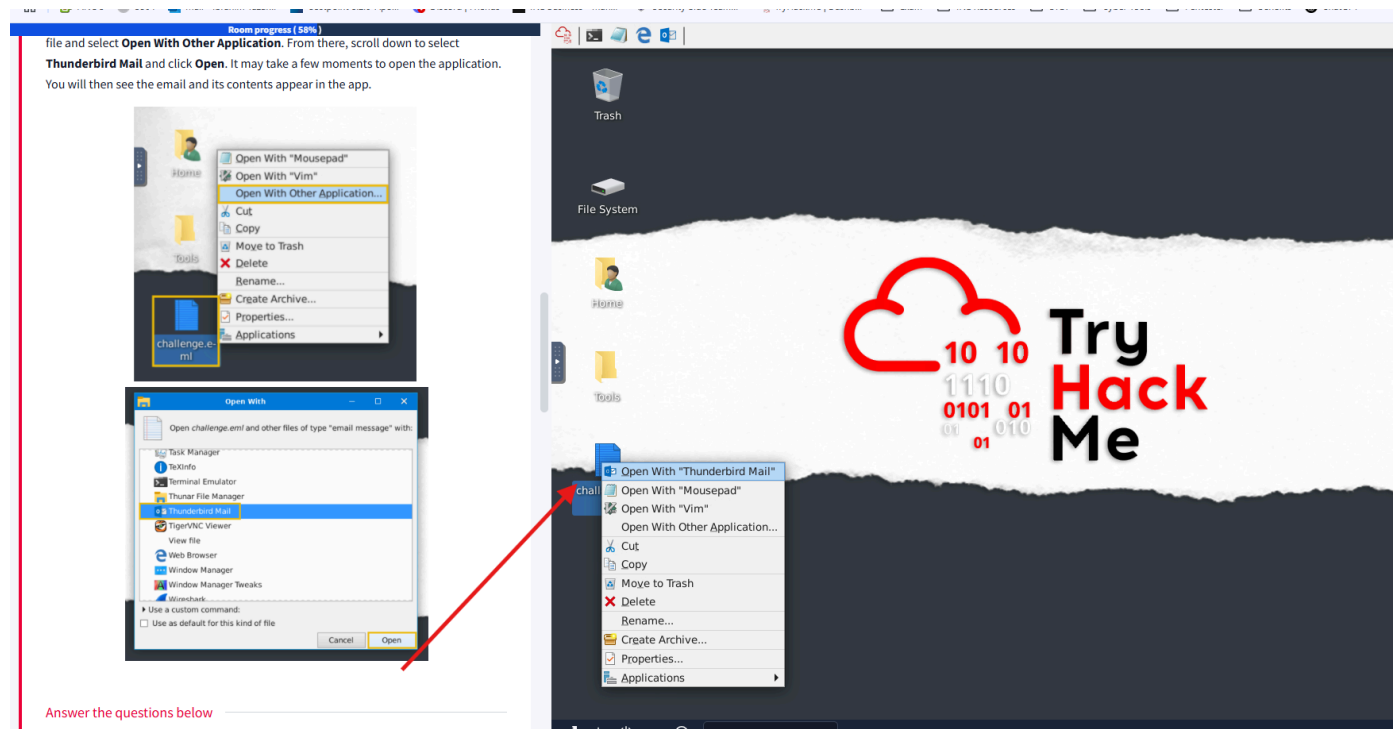 Room progress ( 58% )
file and select Open With Other Application. From there, scroll down to select
Thunderbird Mail and click Open. It may take a few moments to open the application.
You will then see the email and its contents appear in the app.
Home
Tools
challenge.e-
ml
Open With "Mousepad"
Open With "Vim"
Open With Other Application...
Cut
Copy
Move to Trash
Delete
Rename...
Create Archive...
Properties...
Applications
Open With
Open challenge.eml and other files of type "email message" with:
Task Manager
TeXInfo
Terminal Emulator
Thunar File Manager
Thunderbird Mail
TigerVNC Viewer
View file
Web Browser
Window Manager
Window Manager Tweaks
Wireshark
Use a custom command:
Use as default for this kind of file
Cancel
Open
Answer the questions below
Trash
File System
Home
Tools
chall
Open With "Thunderbird Mail"
Open With "Mousepad"
Open With "Vim"
Open With Other Application...
Cut
Copy
Move to Trash
Delete
Rename...
Create Archive...
Properties...
Applications
10 10
1110
0101 01
01 010
01
Try
Hack
Me